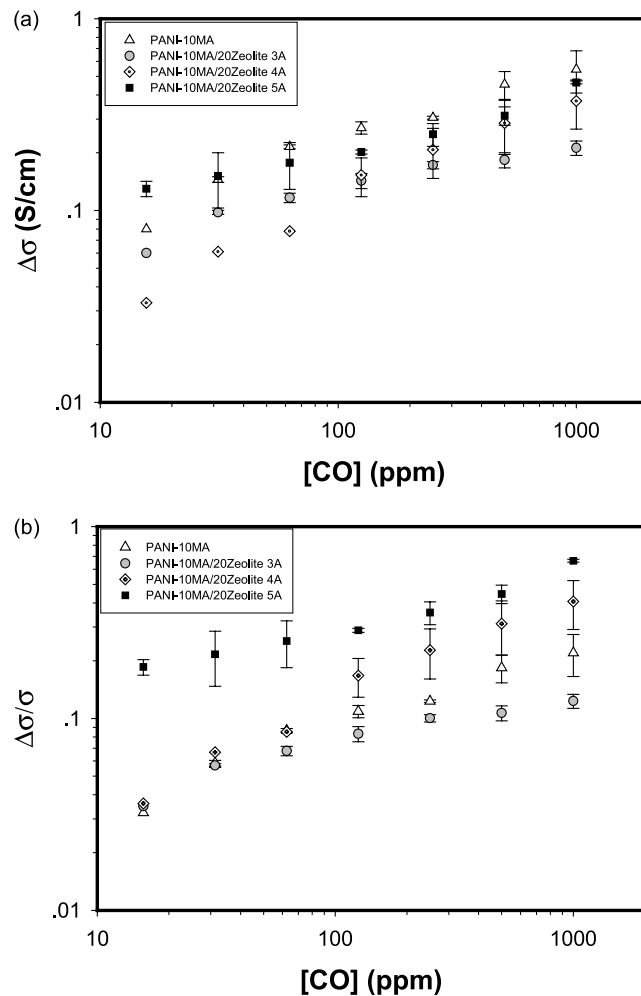 (a)
1
PANI-10MA
PANI-10MA/20Zeolite 3A
PANI-10MA/20Zeolite 4A
PANI-10MA/20Zeolite 5A
Δσ (S/cm)
.1
.01
10
100
1000
[CO] (ppm)
(b)
1
PANI-10MA
PANI-10MA/20Zeolite 3A
PANI-10MA/20Zeolite 4A
PANI-10MA/20Zeolite 5A
Δσ/σ
.1
.01
10
100
1000
[CO] (ppm)